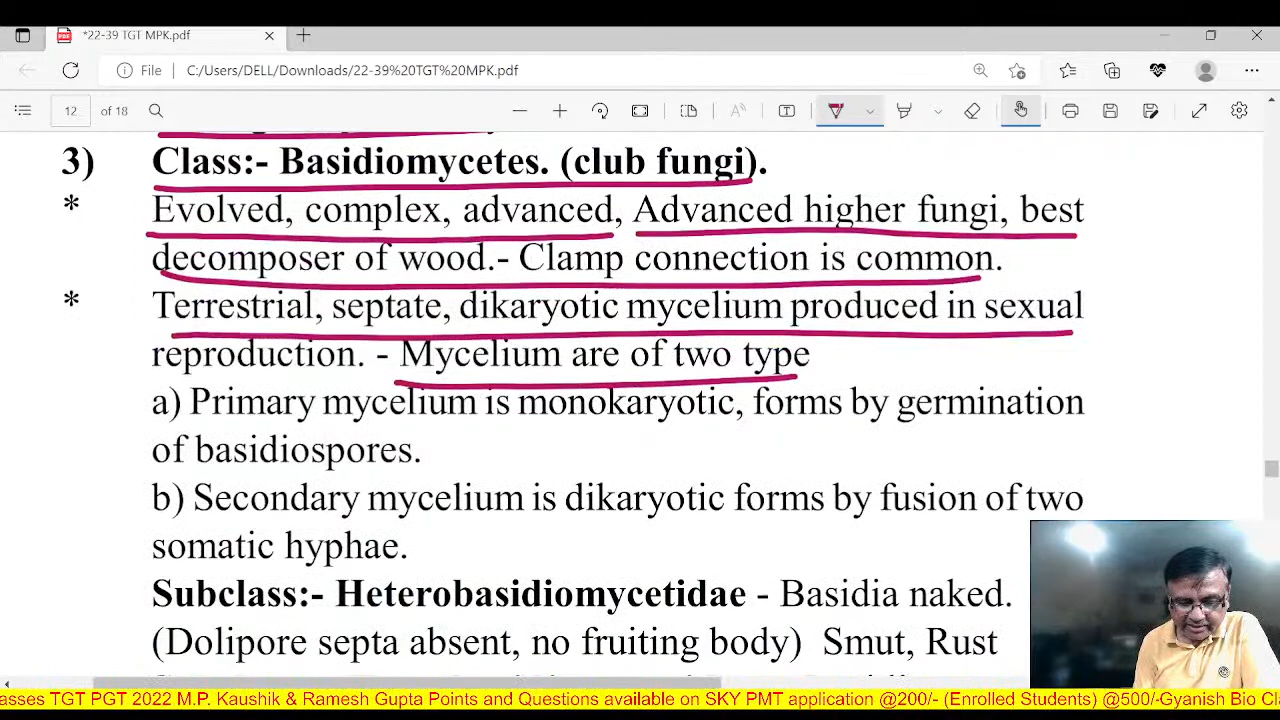 *22-39 TGT MPK.pdf
File C:/Users/DELL/Downloads/22-39%20TGT%20MPK.pdf
12 of 18
3) Class:- Basidiomycetes. (club fungi).
* Evolved, complex, advanced, Advanced higher fungi, best
decomposer of wood.- Clamp connection is common.
* Terrestrial, septate, dikaryotic mycelium produced in sexual
reproduction. - Mycelium are of two type
a) Primary mycelium is monokaryotic, forms by germination
of basidiospores.
b) Secondary mycelium is dikaryotic forms by fusion of two
somatic hyphae.
Subclass:- Heterobasidiomycetidae - Basidia naked.
(Dolipore septa absent, no fruiting body) Smut, Rust
asses TGT PGT 2022 M.P. Kaushik & Ramesh Gupta Points and Questions available on SKY PMT application @200/- (Enrolled Students) @500/-Gyanish Bio Cl